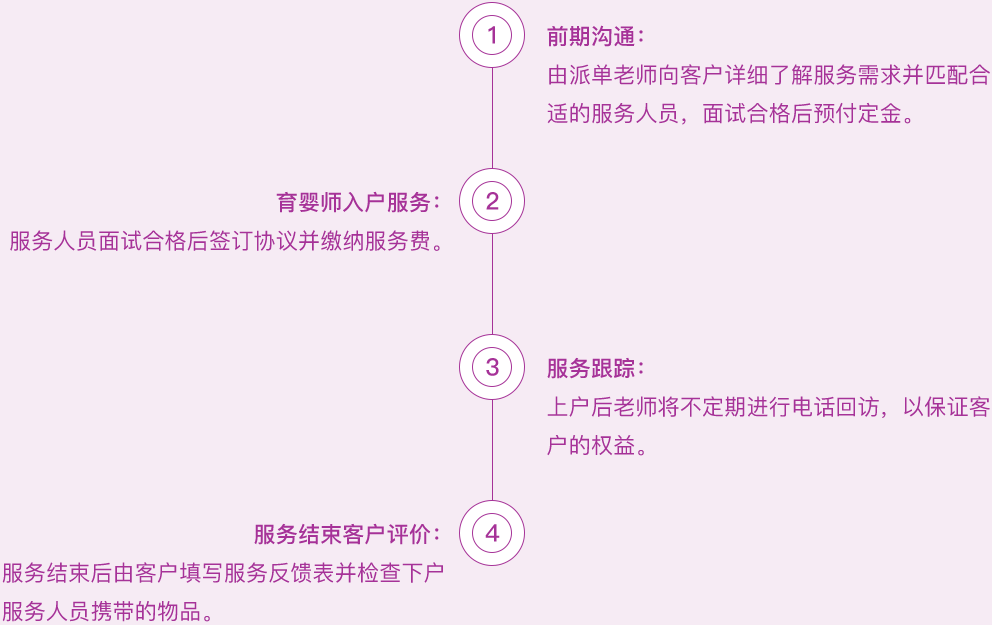 1
前期沟通：
由派单老师向客户详细了解服务需求并匹配合
适的服务人员，面试合格后预付定金。
2
育婴师入户服务：
服务人员面试合格后签订协议并缴纳服务费。
3
服务跟踪：
上户后老师将不定期进行电话回访，以保证客
户的权益。
4
服务结束客户评价：
服务结束后由客户填写服务反馈表并检查下户
服务人员携带的物品。